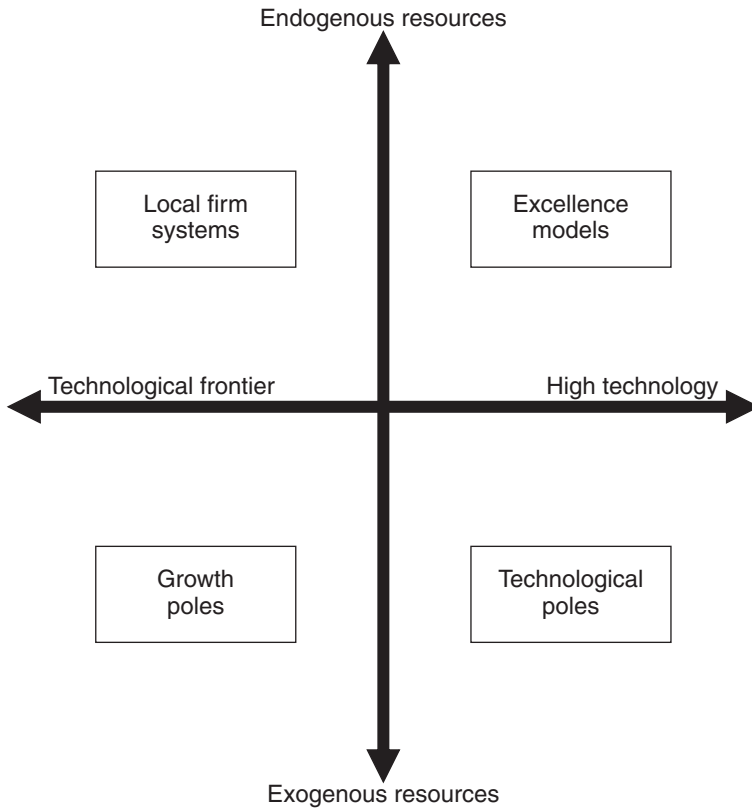 Endogenous resources
Local firm
systems
Excellence
models
Technological frontier
High technology
Growth
poles
Technological
poles
Exogenous resources